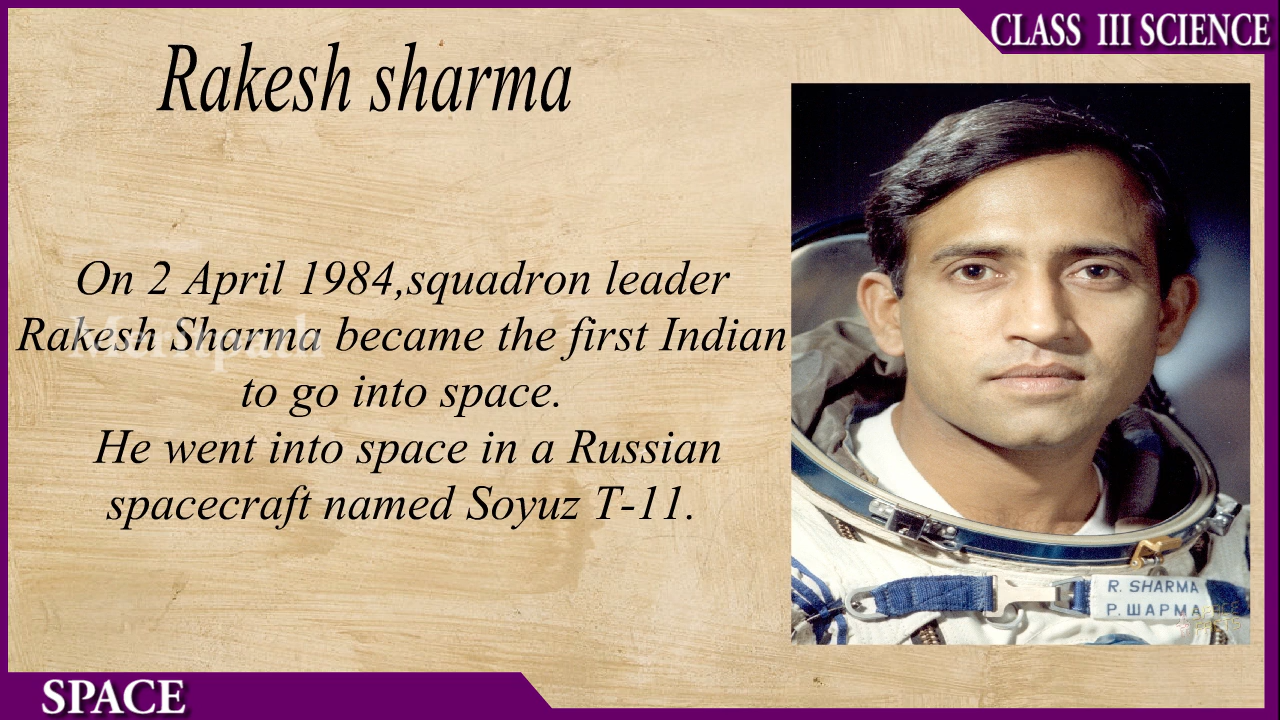 CLASS III SCIENCE
Rakesh sharma
On 2 April 1984,squadron leader
Rakesh Sharma became the first Indian
to go into space.
He went into space in a Russian
spacecraft named Soyuz T-11.
R. SHARMA
Р. ШАРМА
SPACE